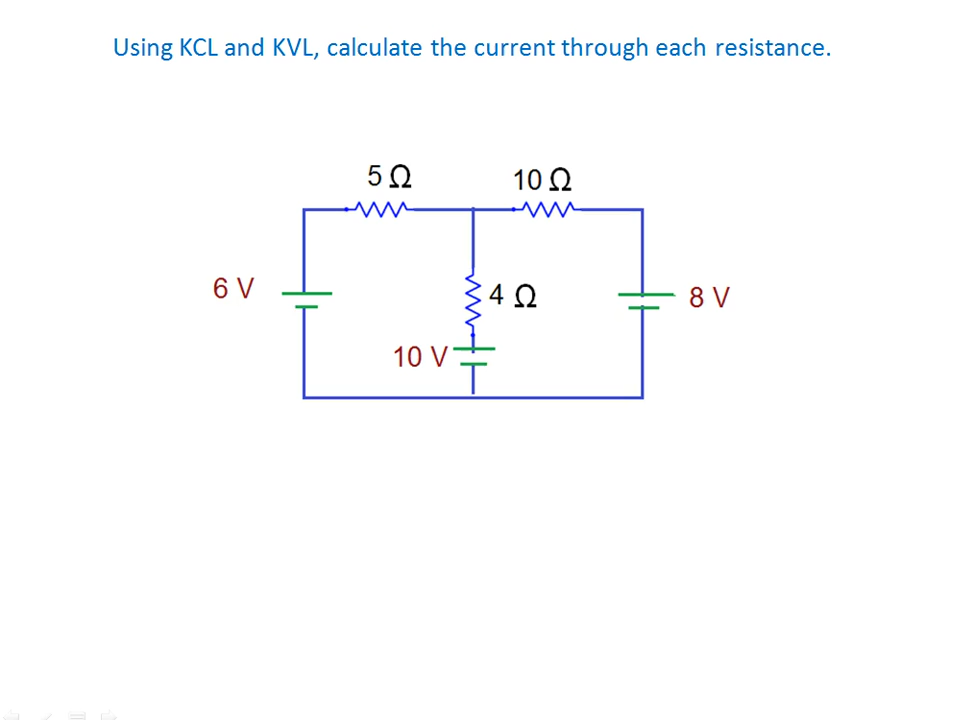 Using KCL and KVL, calculate the current through each resistance.
5 Ω
10 Ω
6 V
4 Ω
8 V
10 V